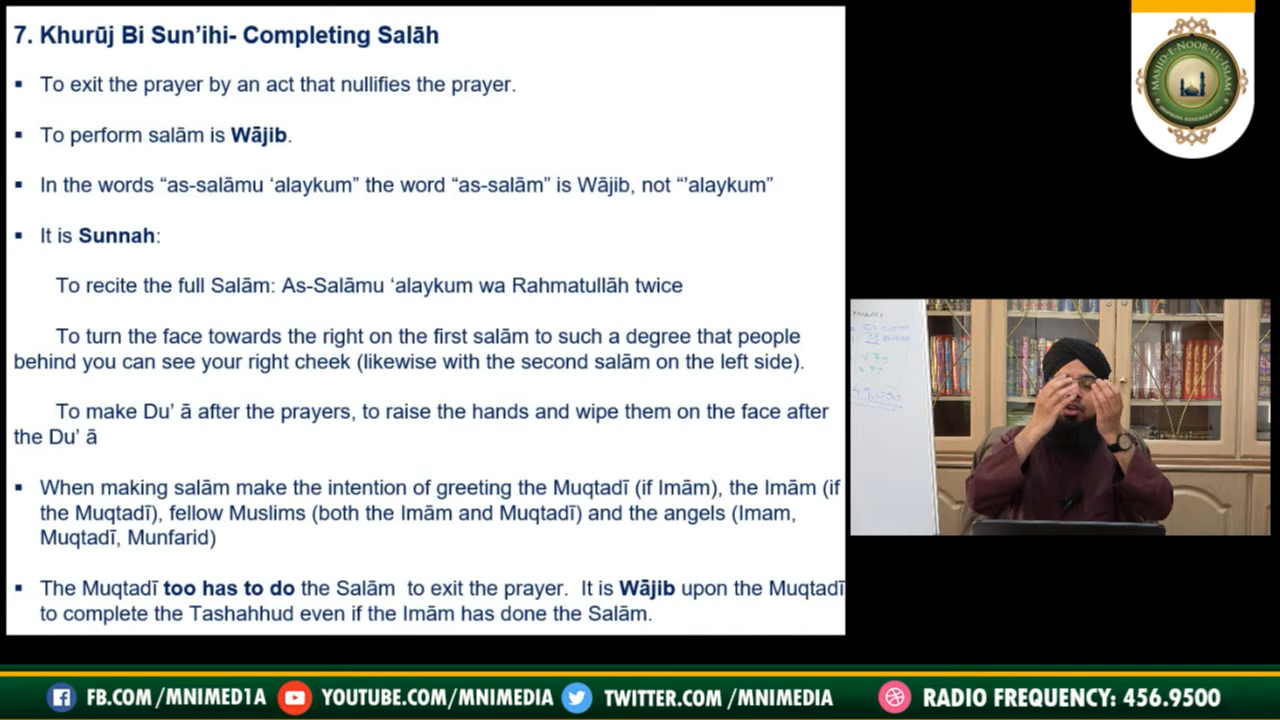 7. Khurūj Bi Sun’ihi- Completing Salāh
▪ To exit the prayer by an act that nullifies the prayer.
▪ To perform salām is Wājib.
▪ In the words “as-salāmu ‘alaykum” the word “as-salām” is Wājib, not “’alaykum”
▪ It is Sunnah:
To recite the full Salām: As-Salāmu ‘alaykum wa Rahmatullāh twice
To turn the face towards the right on the first salām to such a degree that people
behind you can see your right cheek (likewise with the second salām on the left side).
To make Du’ ā after the prayers, to raise the hands and wipe them on the face after
the Du’ ā
▪ When making salām make the intention of greeting the Muqtadī (if Imām), the Imām (if
the Muqtadī), fellow Muslims (both the Imām and Muqtadī) and the angels (Imam,
Muqtadī, Munfarid)
▪ The Muqtadī too has to do the Salām to exit the prayer. It is Wājib upon the Muqtadī
to complete the Tashahhud even if the Imām has done the Salām.
MASJID-E-NOOR-UL-ISLAM
FB.COM/MNIMED1A
YOUTUBE.COM/MNIMEDIA
TWITTER.COM/MNIMEDIA
RADIO FREQUENCY: 456.9500